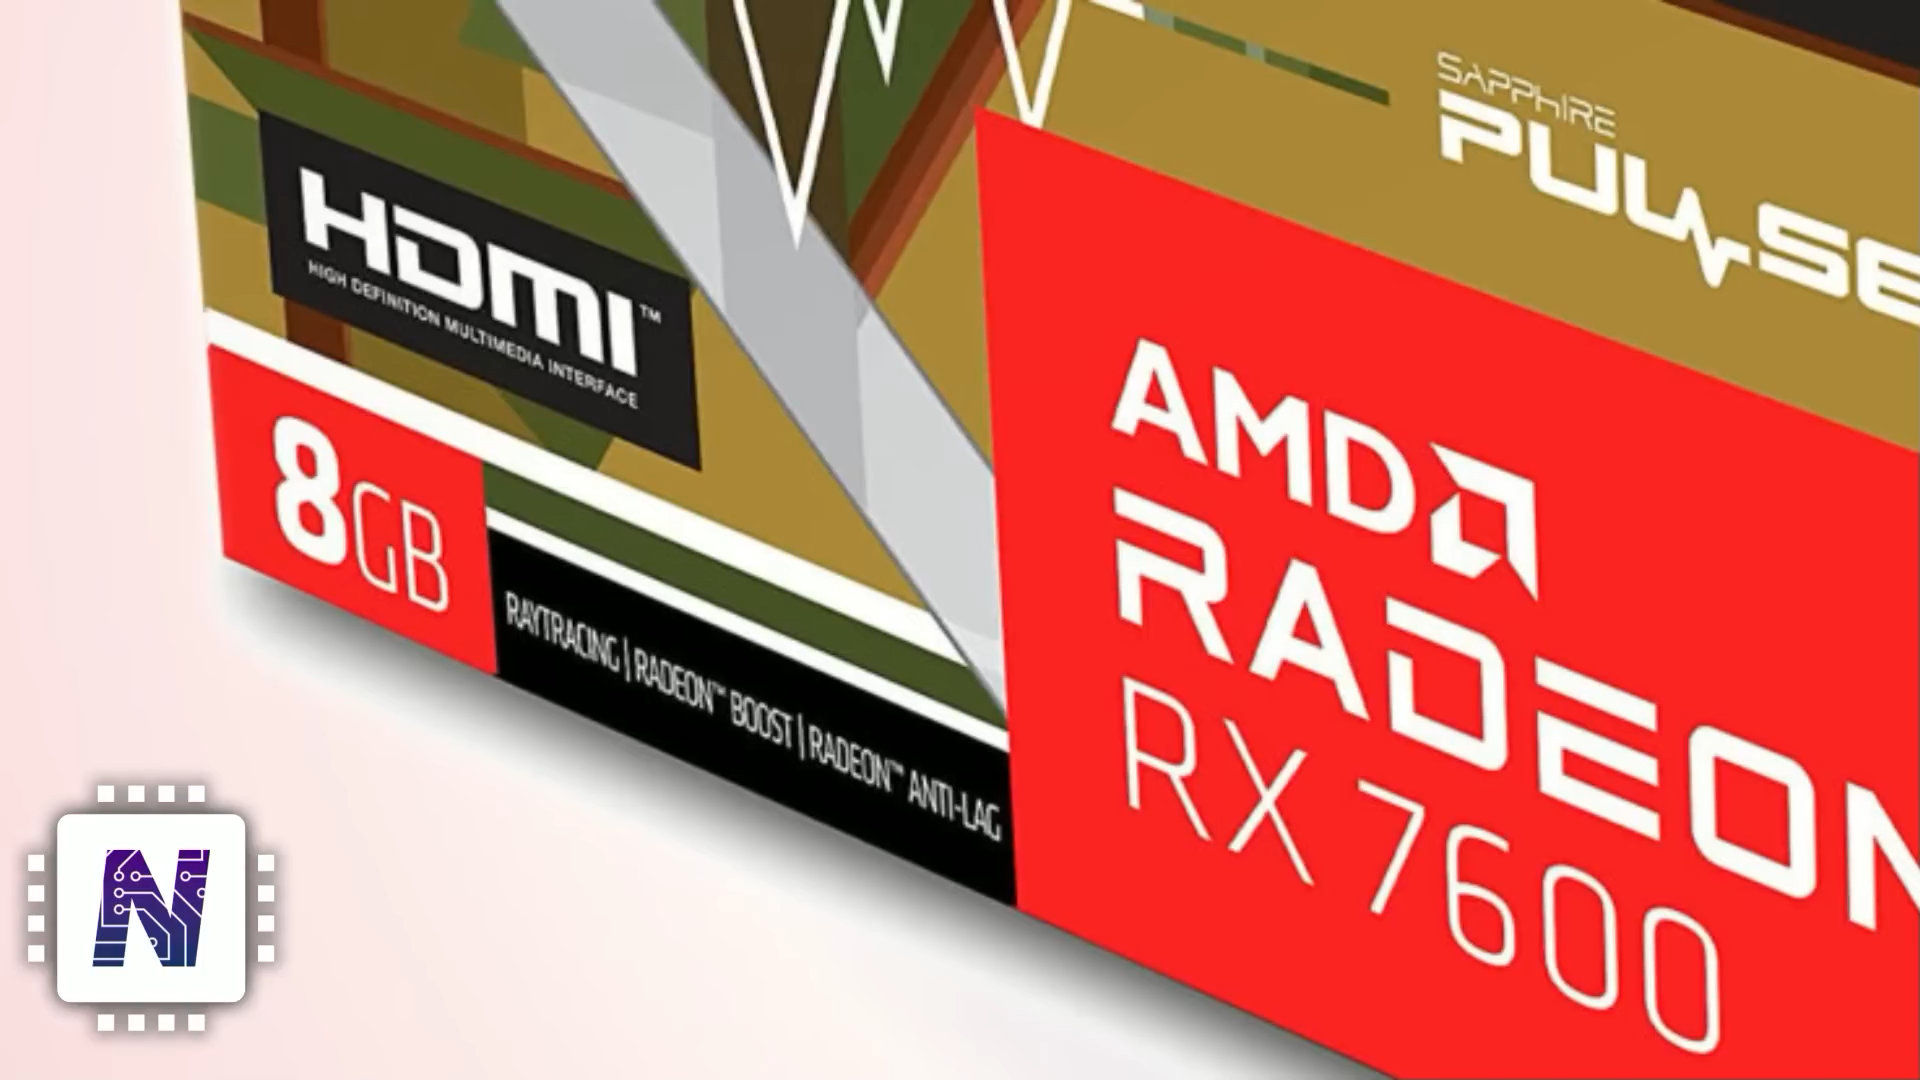 SAPPHIRE
PULSE
HDMI™
HIGH DEFINITION MULTIMEDIA INTERFACE
8GB
RAYTRACING | RADEON™ BOOST | RADEON™ ANTI-LAG
AMD
RADEON
RX 7600
N